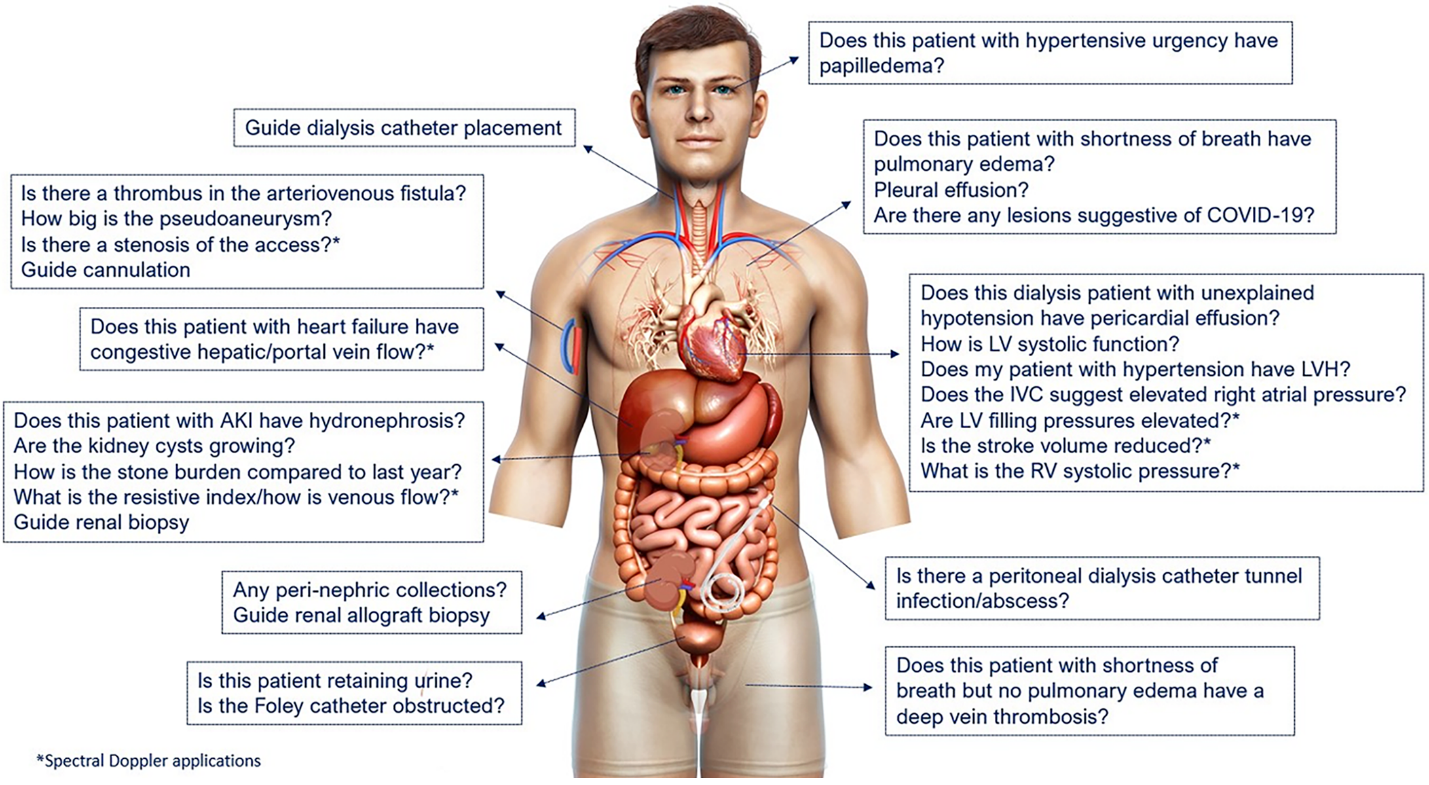 Does this patient with hypertensive urgency have
papilledema?
Guide dialysis catheter placement
Does this patient with shortness of breath have
pulmonary edema?
Pleural effusion?
Are there any lesions suggestive of COVID-19?
Is there a thrombus in the arteriovenous fistula?
How big is the pseudoaneurysm?
Is there a stenosis of the access?*
Guide cannulation
Does this dialysis patient with unexplained
hypotension have pericardial effusion?
How is LV systolic function?
Does my patient with hypertension have LVH?
Does the IVC suggest elevated right atrial pressure?
Are LV filling pressures elevated?*
Is the stroke volume reduced?*
What is the RV systolic pressure?*
Does this patient with heart failure have
congestive hepatic/portal vein flow?*
Does this patient with AKI have hydronephrosis?
Are the kidney cysts growing?
How is the stone burden compared to last year?
What is the resistive index/how is venous flow?*
Guide renal biopsy
Is there a peritoneal dialysis catheter tunnel
infection/abscess?
Any peri-nephric collections?
Guide renal allograft biopsy
Does this patient with shortness of
breath but no pulmonary edema have a
deep vein thrombosis?
Is this patient retaining urine?
Is the Foley catheter obstructed?
*Spectral Doppler applications